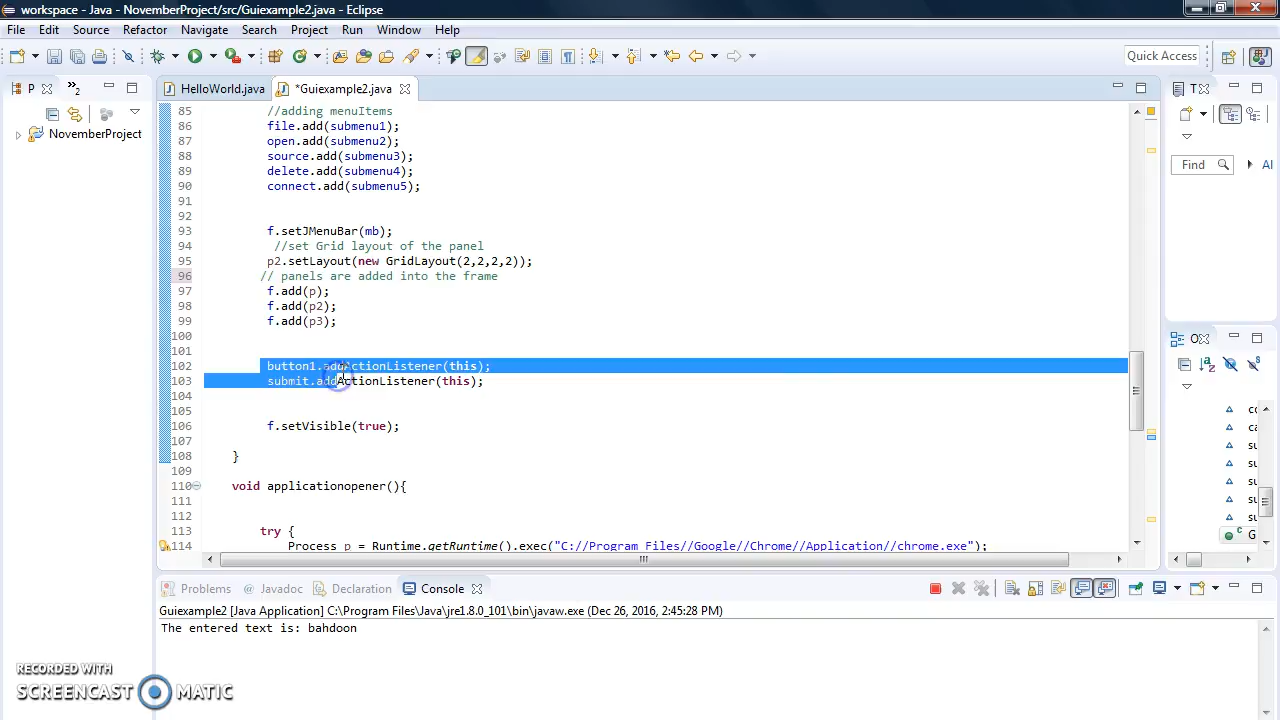 workspace - Java - NovemberProject/src/Guiexample2.java - Eclipse
File Edit Source Refactor Navigate Search Project Run Window Help
Quick Access
P
HelloWorld.java
*Guiexample2.java
T
NovemberProject
Find
Al
85 //adding menuItems
86 file.add(submenu1);
87 open.add(submenu2);
88 source.add(submenu3);
89 delete.add(submenu4);
90 connect.add(submenu5);
91
92
93 f.setJMenuBar(mb);
94 //set Grid layout of the panel
95 p2.setLayout(new GridLayout(2,2,2,2));
96 // panels are added into the frame
97 f.add(p);
98 f.add(p2);
99 f.add(p3);
100
101
102 button1.addActionListener(this);
103 submit.addActionListener(this);
104
105
106 f.setVisible(true);
107
108 }
109
110 void applicationopener(){
111
112
113 try {
114 Process p = Runtime.getRuntime().exec("C://Program Files//Google//Chrome//Application//chrome.exe");
O
co
ca
su
su
su
su
su
G
Problems @ Javadoc Declaration Console
Guiexample2 [Java Application] C:\Program Files\Java\jre1.8.0_101\bin\javaw.exe (Dec 26, 2016, 2:45:28 PM)
The entered text is: bahdoon
RECORDED WITH
SCREENCAST MATIC